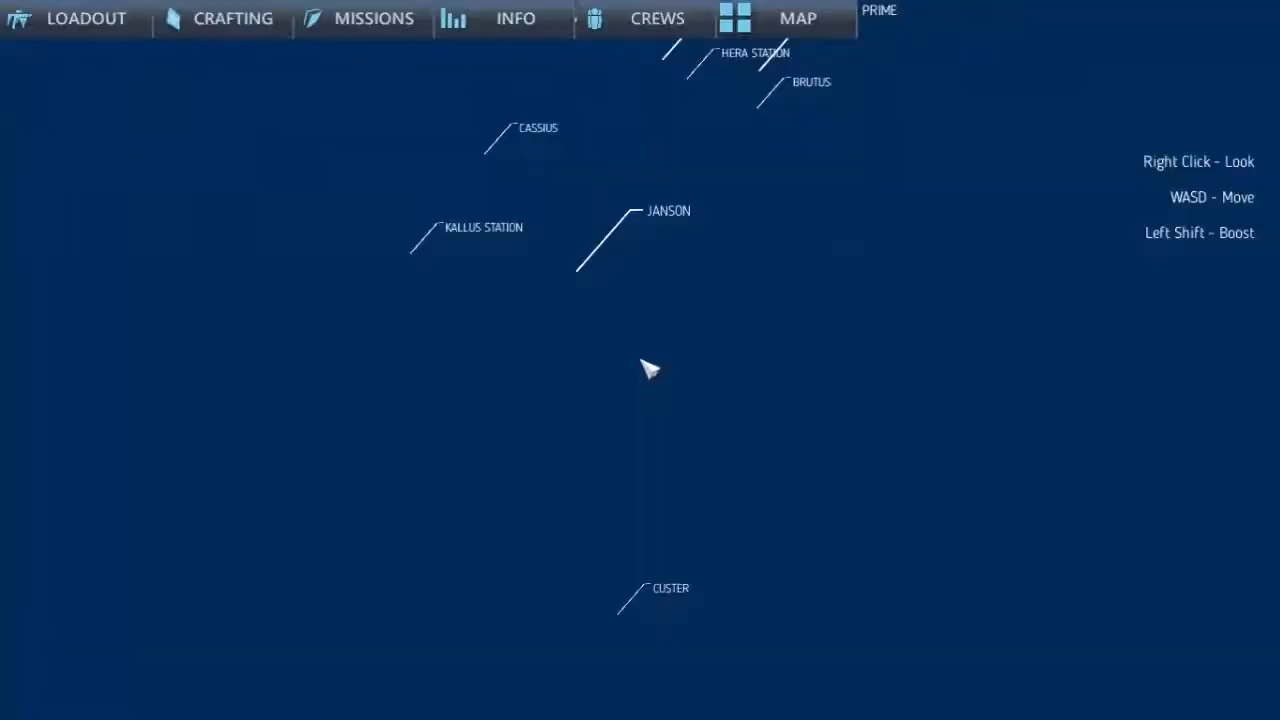 LOADOUT CRAFTING MISSIONS INFO CREWS MAP PRIME
HERA STATION
BRUTUS
CASSIUS
Right Click - Look
WASD - Move
JANSON
KALLUS STATION
Left Shift - Boost
CUSTER